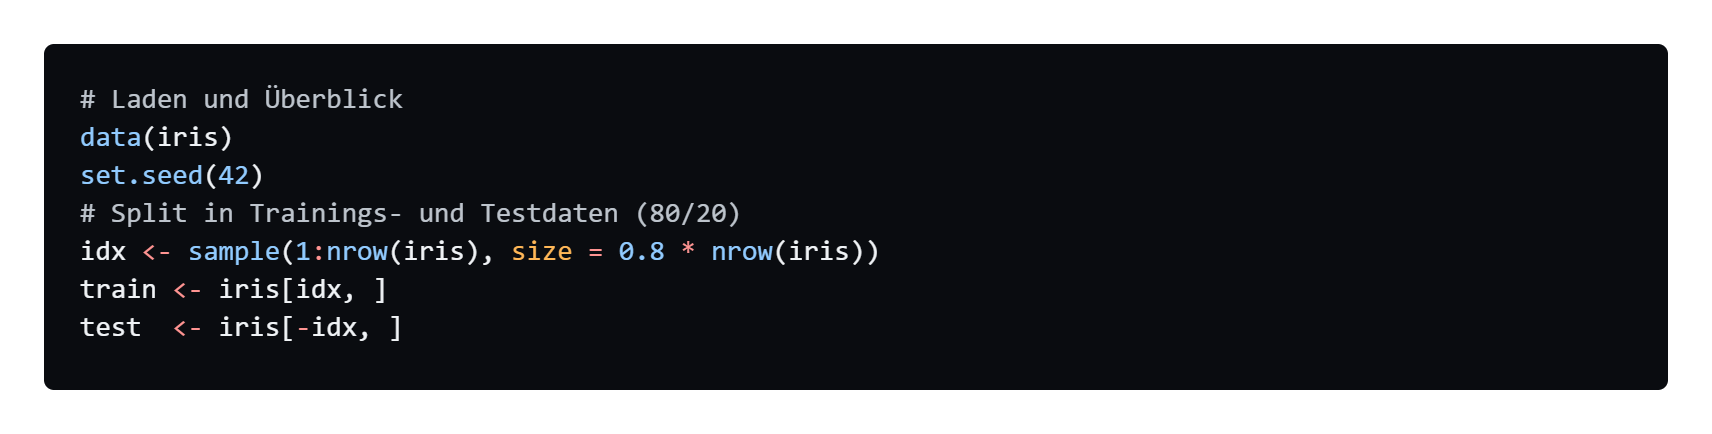 # Laden und Überblick
data(iris)
set.seed(42)
# Split in Trainings- und Testdaten (80/20)
idx <- sample(1:nrow(iris), size = 0.8 * nrow(iris))
train <- iris[idx, ]
test  <- iris[-idx, ]